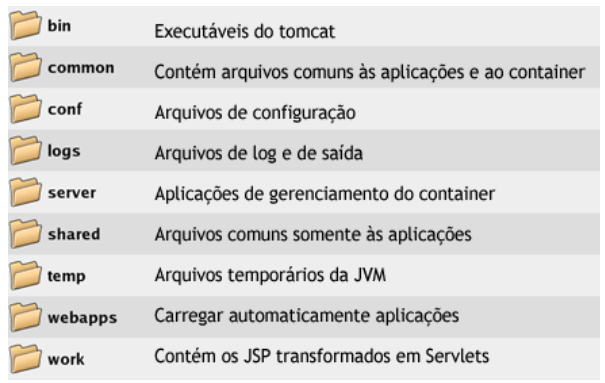 bin Executáveis do tomcat
common Contém arquivos comuns às aplicações e ao container
conf Arquivos de configuração
logs Arquivos de log e de saída
server Aplicações de gerenciamento do container
shared Arquivos comuns somente às aplicações
temp Arquivos temporários da JVM
webapps Carregar automaticamente aplicações
work Contém os JSP transformados em Servlets